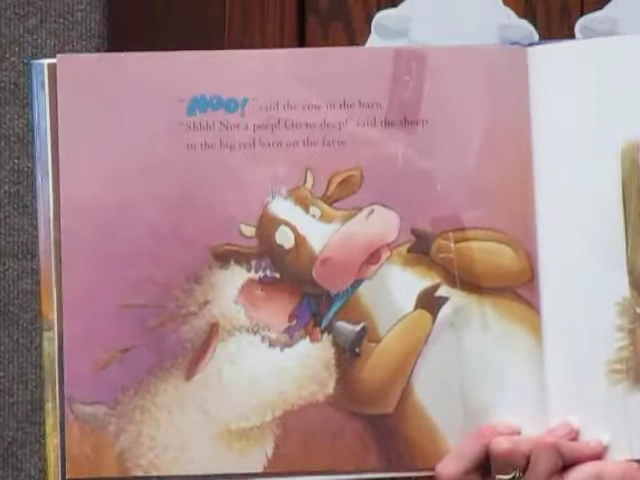 "MOO!" said the cow in the barn.
"Shhh! Not a peep! Go to sleep!" said the sheep
in the big red barn on the farm.